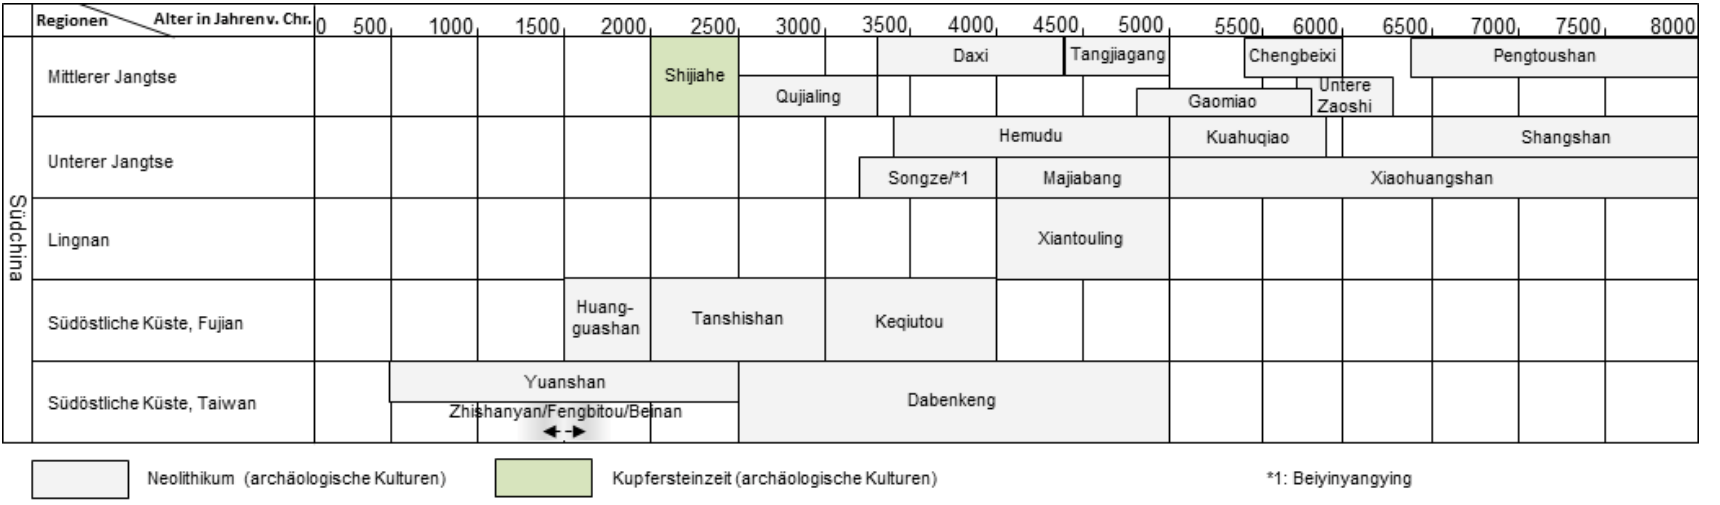 Regionen Alter in Jahren v. Chr. 0 500 1000 1500 2000 2500 3000 3500 4000 4500 5000 5500 6000 6500 7000 7500 8000
Südchina
Mittlerer Jangtse
Shijiahe
Daxi
Tangjiagang
Chengbeixi
Pengtoushan
Qujialing
Gaomiao
Untere
Zaoshi
Unterer Jangtse
Hemudu
Kuahuqiao
Shangshan
Songze/*1
Majiabang
Xiaohuangshan
Lingnan
Xiantouling
Südöstliche Küste, Fujian
Huang-
guashan
Tanshishan
Keqiutou
Südöstliche Küste, Taiwan
Yuanshan
Zhishanyan/Fengbitou/Beinan
Dabenkeng
Neolithikum (archäologische Kulturen)
Kupfersteinzeit (archäologische Kulturen)
*1: Beiyinyangying